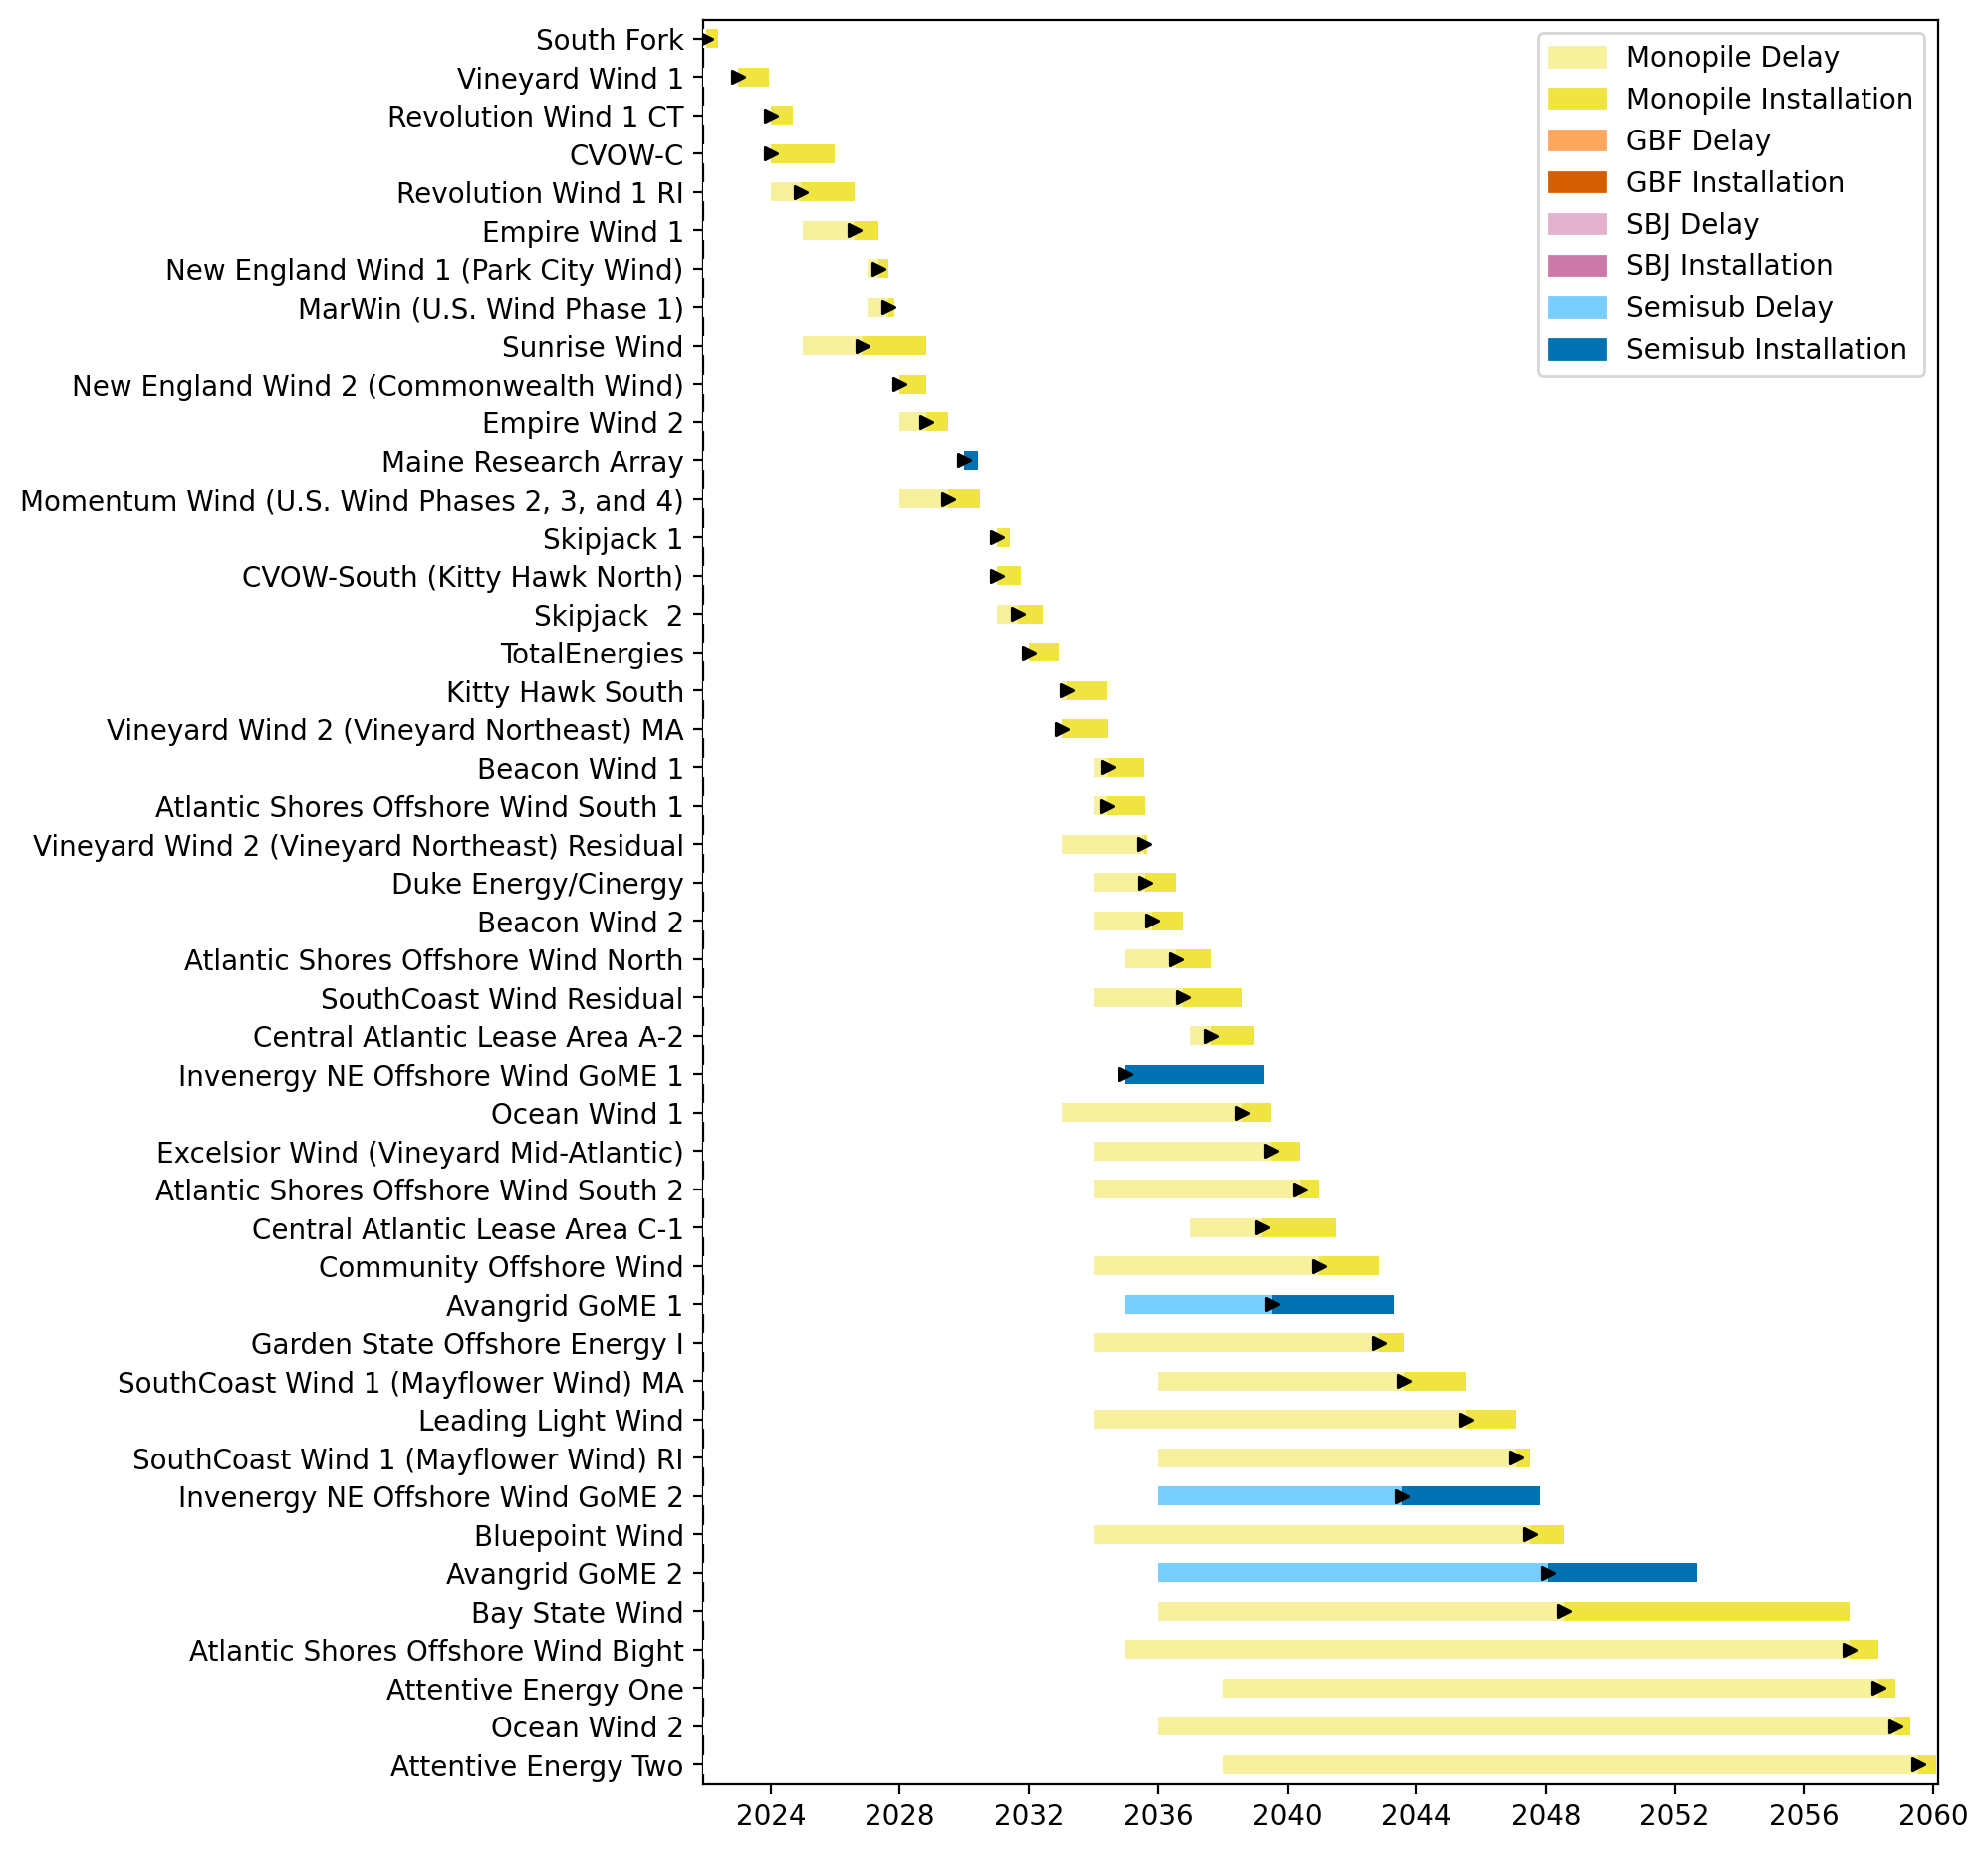 South Fork
Vineyard Wind 1
Revolution Wind 1 CT
CVOW-C
Revolution Wind 1 RI
Empire Wind 1
New England Wind 1 (Park City Wind)
MarWin (U.S. Wind Phase 1)
Sunrise Wind
New England Wind 2 (Commonwealth Wind)
Empire Wind 2
Maine Research Array
Momentum Wind (U.S. Wind Phases 2, 3, and 4)
Skipjack 1
CVOW-South (Kitty Hawk North)
Skipjack  2
TotalEnergies
Kitty Hawk South
Vineyard Wind 2 (Vineyard Northeast) MA
Beacon Wind 1
Atlantic Shores Offshore Wind South 1
Vineyard Wind 2 (Vineyard Northeast) Residual
Duke Energy/Cinergy
Beacon Wind 2
Atlantic Shores Offshore Wind North
SouthCoast Wind Residual
Central Atlantic Lease Area A-2
Invenergy NE Offshore Wind GoME 1
Ocean Wind 1
Excelsior Wind (Vineyard Mid-Atlantic)
Atlantic Shores Offshore Wind South 2
Central Atlantic Lease Area C-1
Community Offshore Wind
Avangrid GoME 1
Garden State Offshore Energy I
SouthCoast Wind 1 (Mayflower Wind) MA
Leading Light Wind
SouthCoast Wind 1 (Mayflower Wind) RI
Invenergy NE Offshore Wind GoME 2
Bluepoint Wind
Avangrid GoME 2
Bay State Wind
Atlantic Shores Offshore Wind Bight
Attentive Energy One
Ocean Wind 2
Attentive Energy Two
Monopile Delay
Monopile Installation
GBF Delay
GBF Installation
SBJ Delay
SBJ Installation
Semisub Delay
Semisub Installation
2024 2028 2032 2036 2040 2044 2048 2052 2056 2060